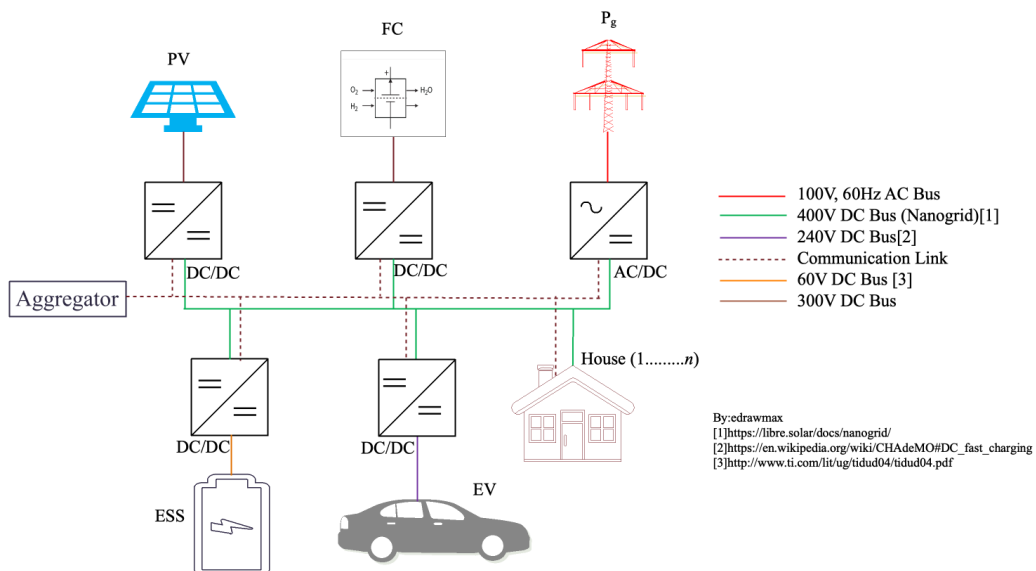 P_g
FC
PV
+
O₂
H₂O
H₂
100V, 60Hz AC Bus
400V DC Bus (Nanogrid)[1]
240V DC Bus[2]
Communication Link
60V DC Bus [3]
300V DC Bus
DC/DC
DC/DC
AC/DC
Aggregator
House (1.........n)
DC/DC
DC/DC
By:edrawmax
[1]https://libre.solar/docs/nanogrid/
[2]https://en.wikipedia.org/wiki/CHAdeMO#DC_fast_charging
[3]http://www.ti.com/lit/ug/tidud04/tidud04.pdf
ESS
EV